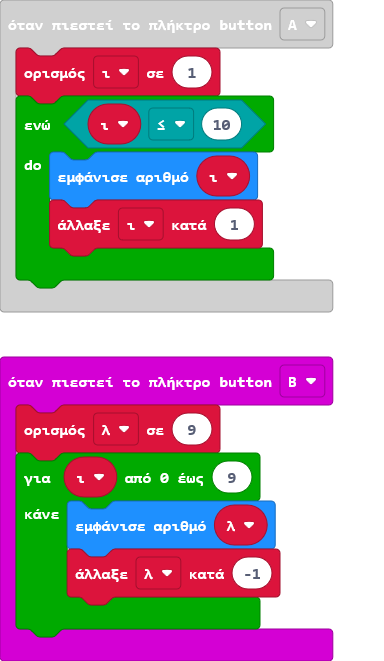 όταν πιεστεί το πλήκτρο button A
ορισμός ι σε 1
ενώ ι ≤ 10
do
εμφάνισε αριθμό ι
άλλαξε ι κατά 1
όταν πιεστεί το πλήκτρο button B
ορισμός λ σε 9
για ι από 0 έως 9
κάνε
εμφάνισε αριθμό λ
άλλαξε λ κατά -1